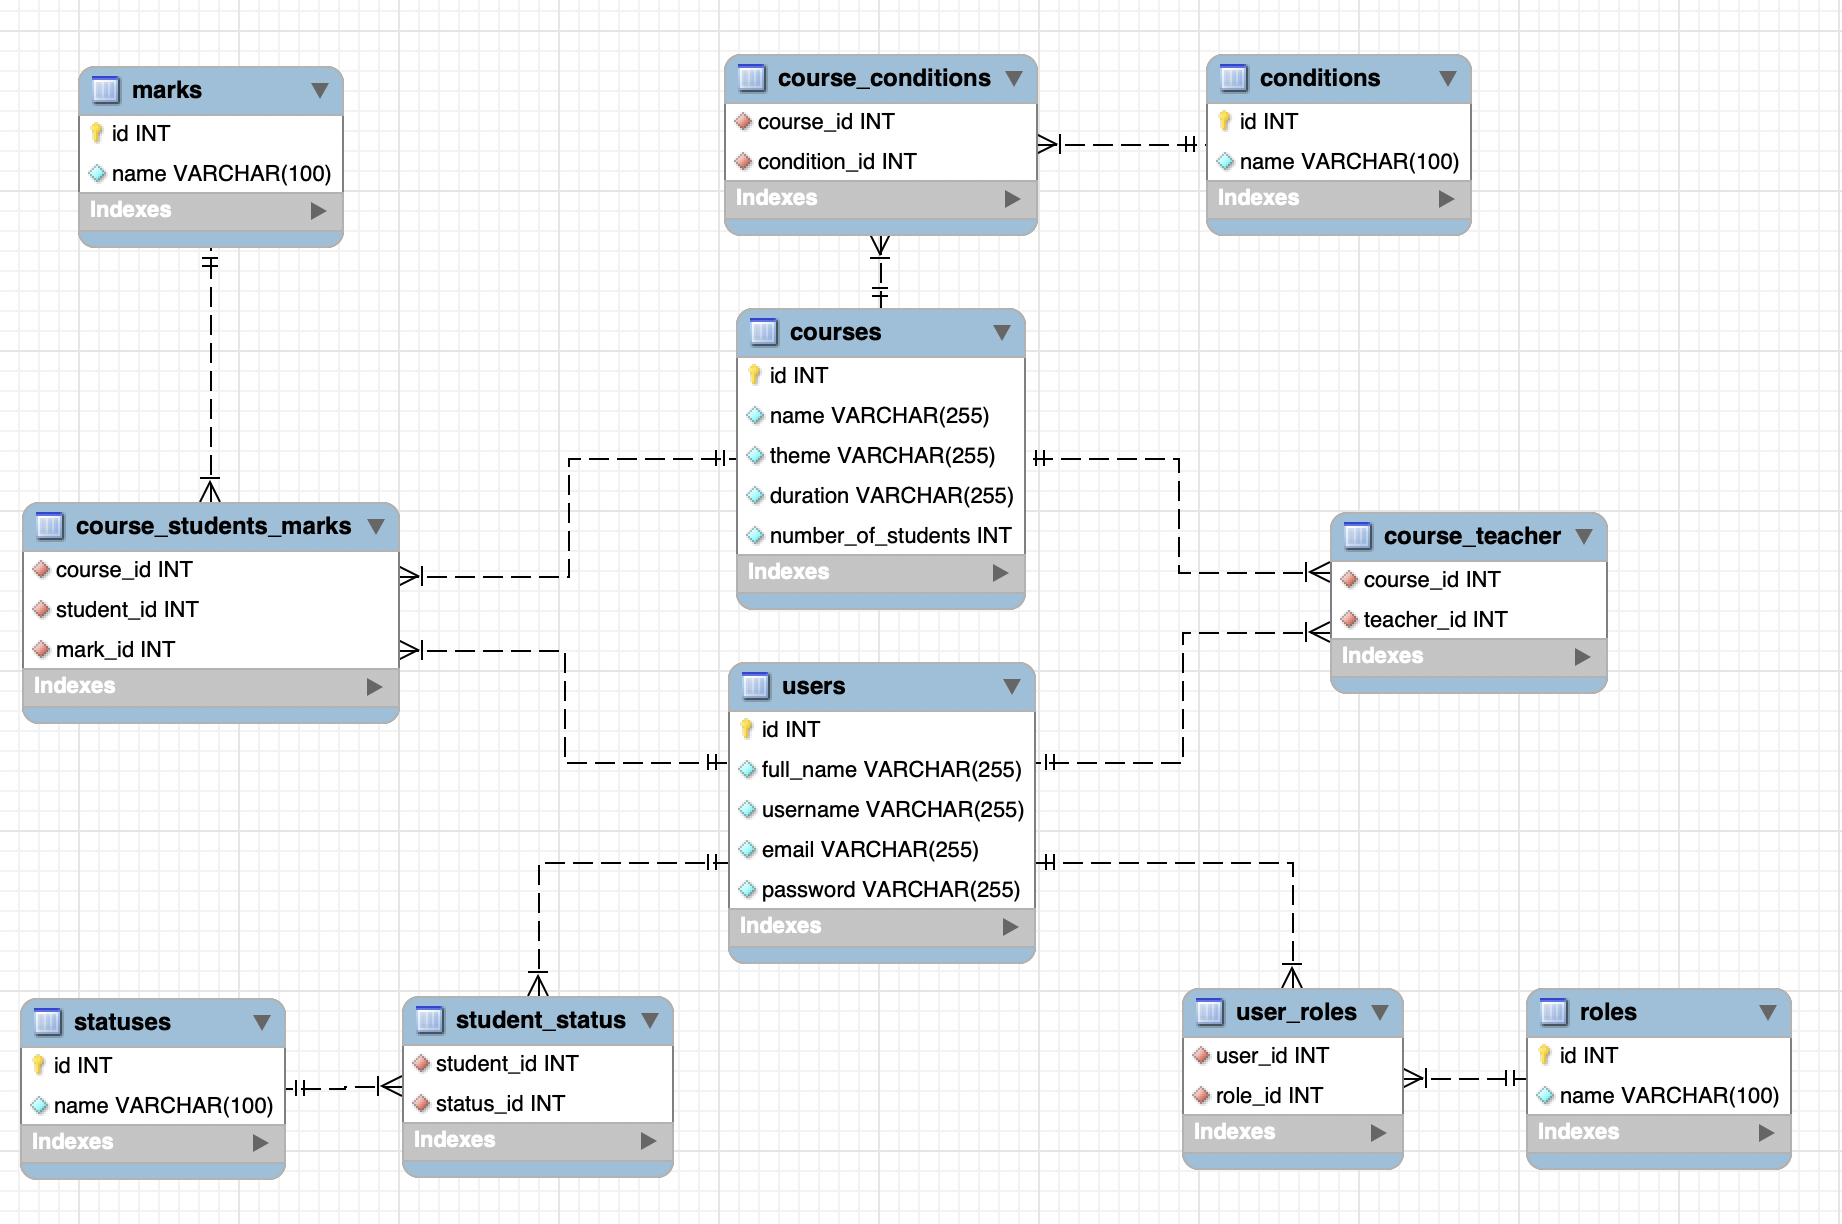 marks
id INT
name VARCHAR(100)
Indexes
course_conditions
course_id INT
condition_id INT
Indexes
conditions
id INT
name VARCHAR(100)
Indexes
courses
id INT
name VARCHAR(255)
theme VARCHAR(255)
duration VARCHAR(255)
number_of_students INT
Indexes
course_students_marks
course_id INT
student_id INT
mark_id INT
Indexes
course_teacher
course_id INT
teacher_id INT
Indexes
users
id INT
full_name VARCHAR(255)
username VARCHAR(255)
email VARCHAR(255)
password VARCHAR(255)
Indexes
statuses
id INT
name VARCHAR(100)
Indexes
student_status
student_id INT
status_id INT
Indexes
user_roles
user_id INT
role_id INT
Indexes
roles
id INT
name VARCHAR(100)
Indexes